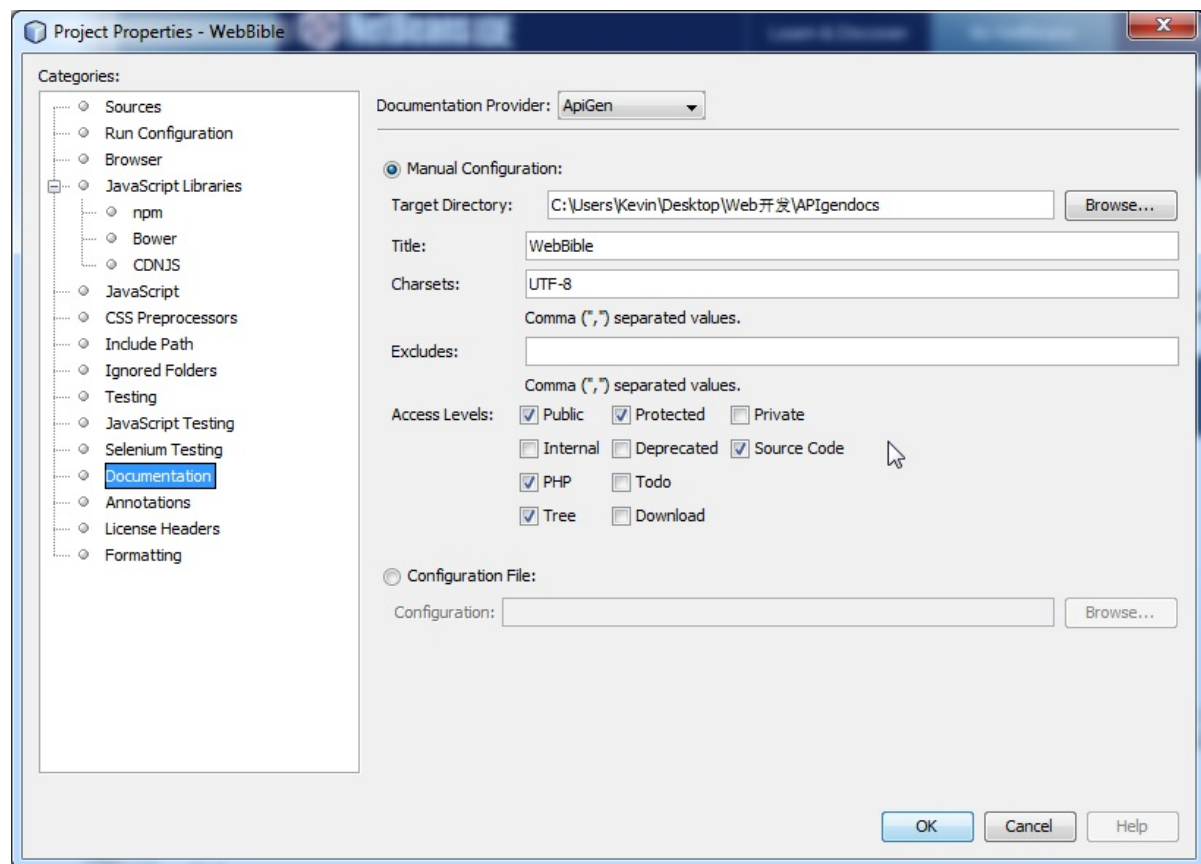 Project Properties - WebBible
Categories:
Sources
Run Configuration
Browser
JavaScript Libraries
npm
Bower
CDNJS
JavaScript
CSS Preprocessors
Include Path
Ignored Folders
Testing
JavaScript Testing
Selenium Testing
Documentation
Annotations
License Headers
Formatting
Documentation Provider: ApiGen
Manual Configuration:
Target Directory: C:\Users\Kevin\Desktop\Web开发\APIgendocs Browse...
Title: WebBible
Charsets: UTF-8
Comma (",") separated values.
Excludes:
Comma (",") separated values.
Access Levels: Public Protected Private
Internal Deprecated Source Code
PHP Todo
Tree Download
Configuration File:
Configuration: Browse...
OK Cancel Help